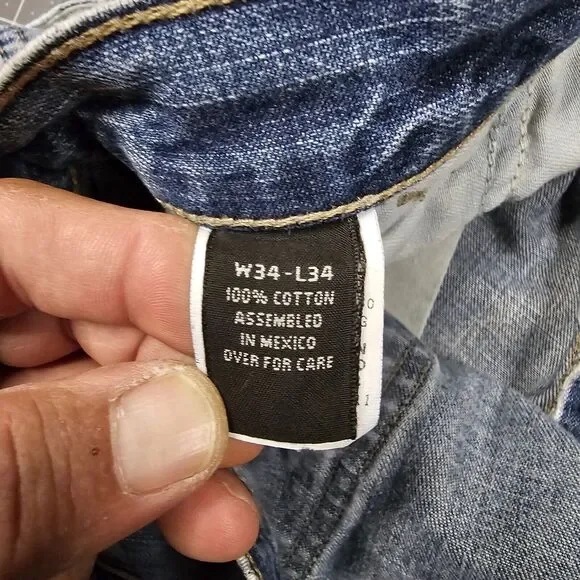 W34-L34
100% COTTON
ASSEMBLED
IN MEXICO
OVER FOR CARE